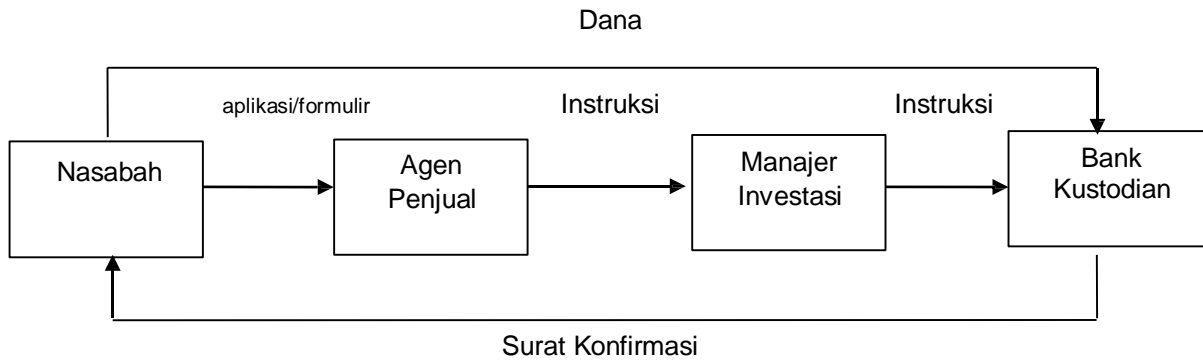 Dana
aplikasi/formulir
Instruksi
Instruksi
Nasabah
Agen
Penjual
Manajer
Investasi
Bank
Kustodian
Surat Konfirmasi